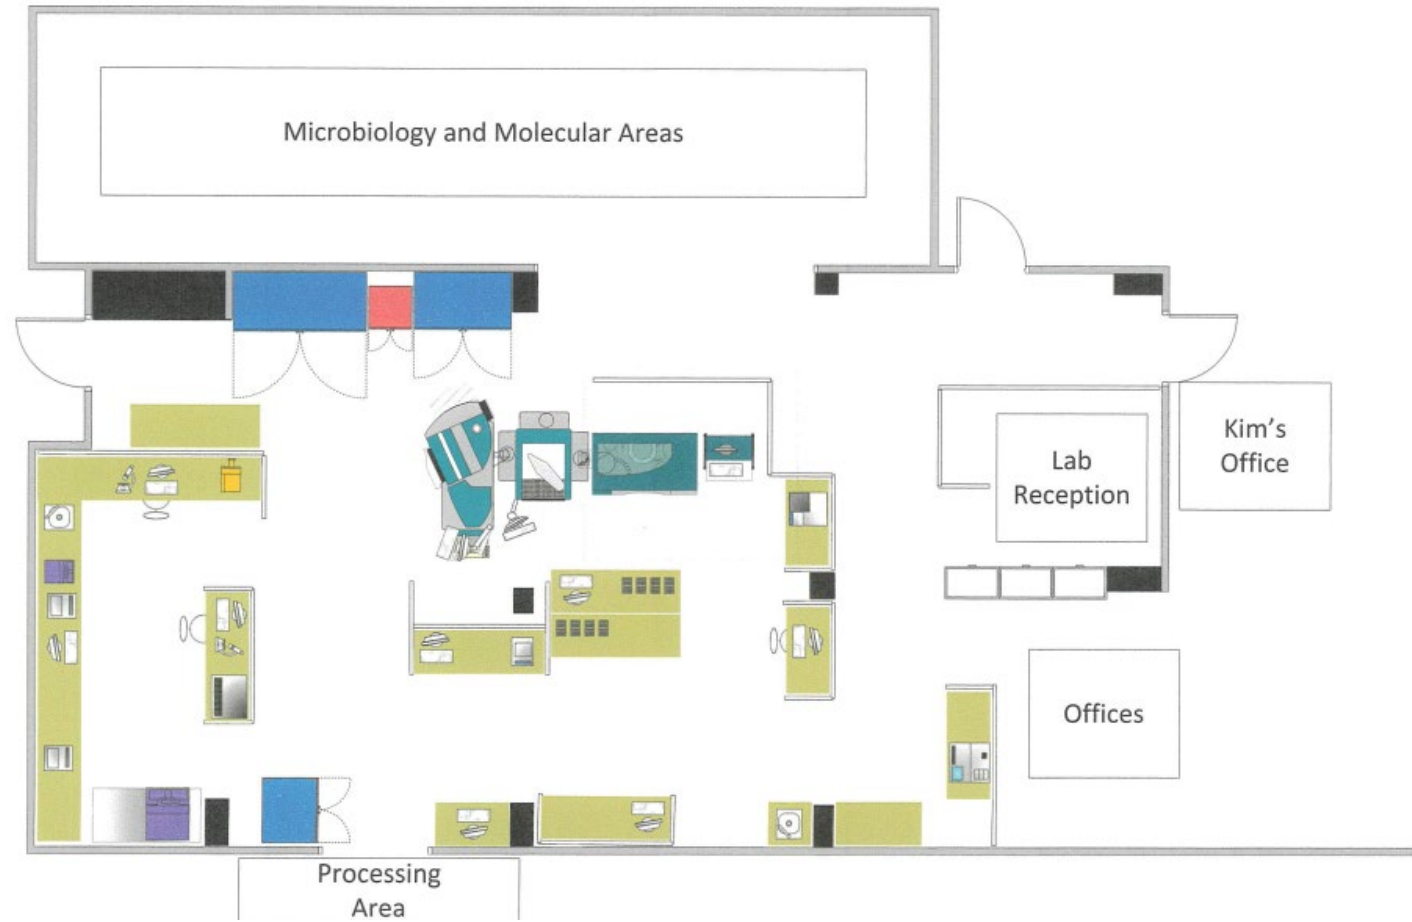 Microbiology and Molecular Areas
Kim's
Office
Lab
Reception
Offices
Processing
Area